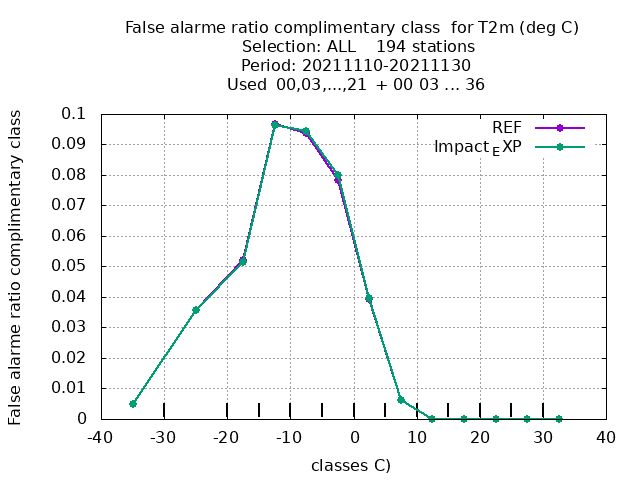 False alarme ratio complimentary class  for T2m (deg C)
Selection: ALL    194 stations
Period: 20211110-20211130
Used  00,03,...,21  + 00 03 ... 36
False alarme ratio complimentary class
0.1
0.09
0.08
0.07
0.06
0.05
0.04
0.03
0.02
0.01
0
REF
Impact_EXP
-40 -30 -20 -10 0 10 20 30 40
classes C)